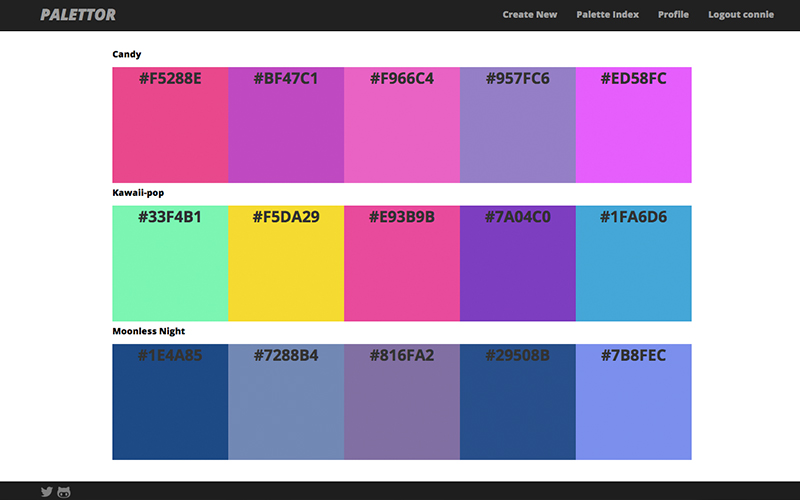 PALETTOR
Create New Palette Index Profile Logout connie
Candy
#F5288E #BF47C1 #F966C4 #957FC6 #ED58FC
Kawaii-pop
#33F4B1 #F5DA29 #E93B9B #7A04C0 #1FA6D6
Moonless Night
#1E4A85 #7288B4 #816FA2 #29508B #7B8FEC